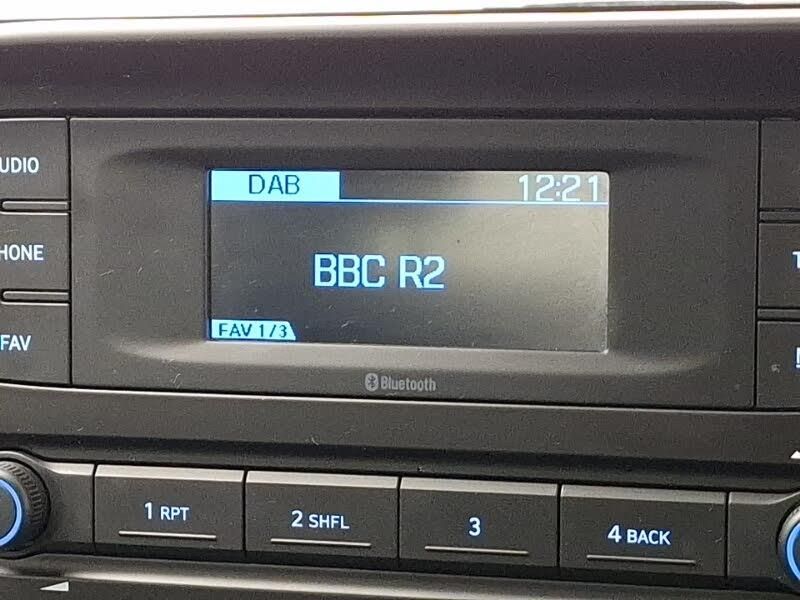 UDIO
HONE
FAV
DAB 12:21
BBC R2
FAV 1/3
Bluetooth
1 RPT
2 SHFL
3
4 BACK